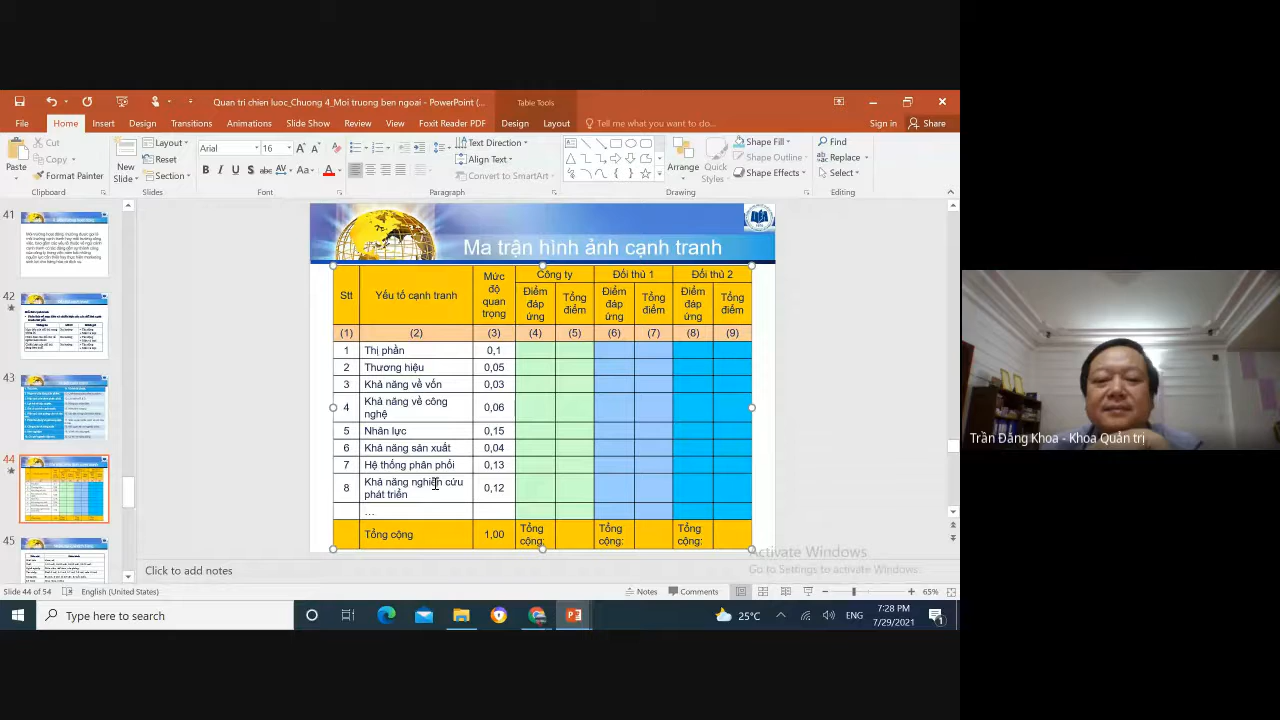 Quan tri chien luoc_Chuong 4_Moi truong ben ngoai - PowerPoint (...
Table Tools
File Home Insert Design Transitions Animations Slide Show Review View Foxit Reader PDF Design Layout Tell me what you want to do... Sign in Share
Paste Cut Copy Format Painter Clipboard
New Slide Layout Reset Section Slides
Arial 16 Font
Text Direction Align Text Convert to SmartArt Paragraph
Arrange Quick Styles Shape Fill Shape Outline Shape Effects Drawing
Find Replace Select Editing
41
42
43
44
45
Ma trận hình ảnh cạnh tranh
Stt Yếu tố cạnh tranh Mức độ quan trọng Công ty Đối thủ 1 Đối thủ 2
Điểm đáp ứng Tổng điểm Điểm đáp ứng Tổng điểm Điểm đáp ứng Tổng điểm
(1) (2) (3) (4) (5) (6) (7) (8) (9)
1 Thị phần 0,1
2 Thương hiệu 0,05
3 Khả năng về vốn 0,03
4 Khả năng về công nghệ 0,06
5 Nhân lực 0,15
6 Khả năng sản xuất 0,04
7 Hệ thống phân phối 0,13
8 Khả năng nghiên cứu phát triển 0,12
...
Tổng cộng 1,00 Tổng cộng: Tổng cộng: Tổng cộng:
Trần Đăng Khoa - Khoa Quản trị
Activate Windows
Go to Settings to activate Windows.
Click to add notes
Slide 44 of 54 English (United States) Notes Comments 65%
Type here to search 25°C ENG 7:28 PM
7/29/2021